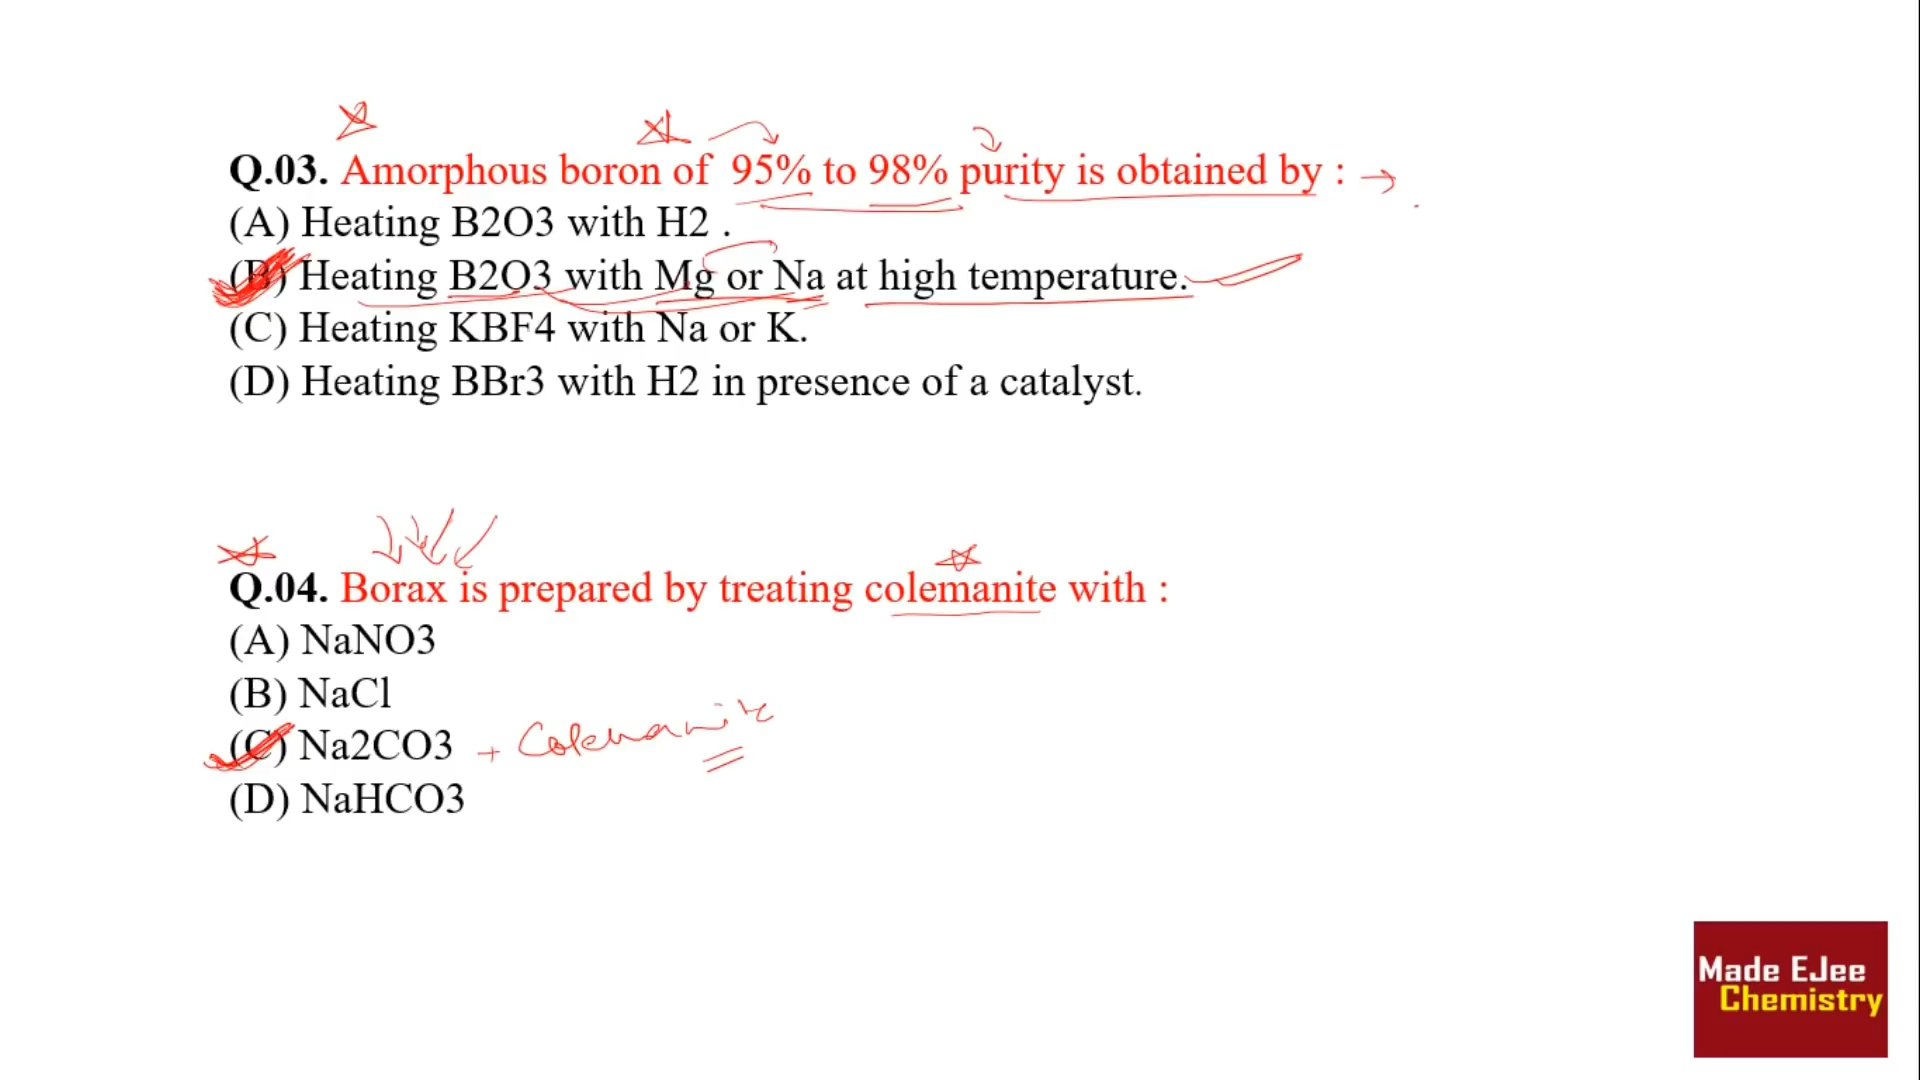 Q.03. Amorphous boron of 95% to 98% purity is obtained by :
(A) Heating B2O3 with H2 .
(B) Heating B2O3 with Mg or Na at high temperature.
(C) Heating KBF4 with Na or K.
(D) Heating BBr3 with H2 in presence of a catalyst.
Q.04. Borax is prepared by treating colemanite with :
(A) NaNO3
(B) NaCl
(C) Na2CO3 + Colemanite
(D) NaHCO3
Made EJee
Chemistry